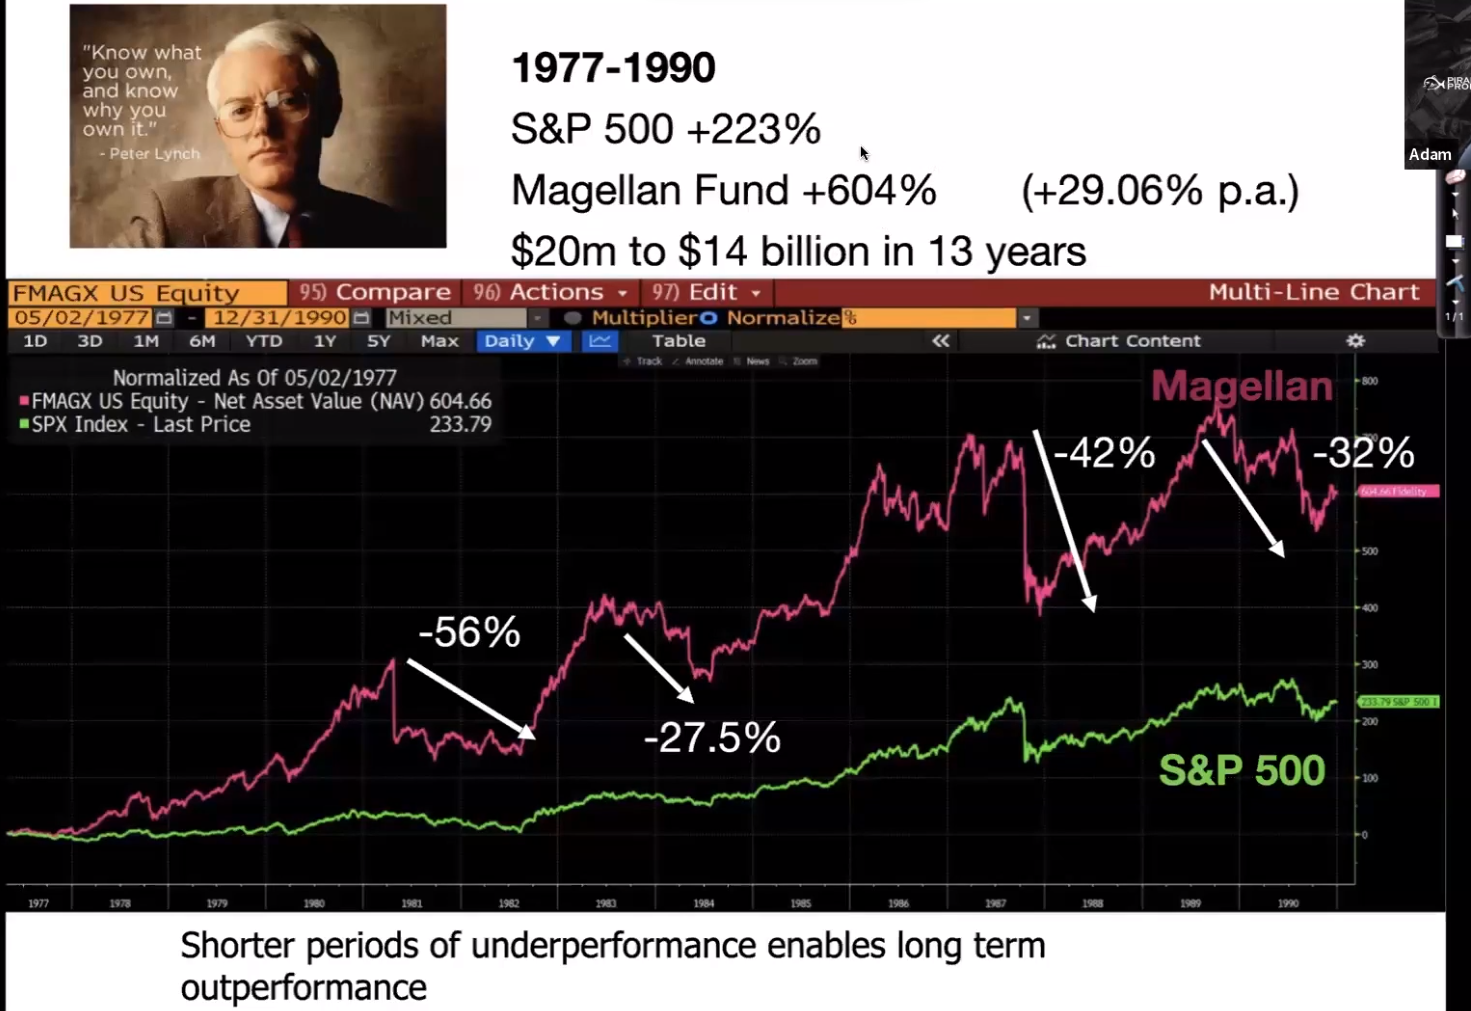 "Know what
you own,
and know
why you
own it."
- Peter Lynch
1977-1990
S&P 500 +223%
Magellan Fund +604% (+29.06% p.a.)
$20m to $14 billion in 13 years
Adam
1/1
FMAGX US Equity 95) Compare 96) Actions 97) Edit Multi-Line Chart
05/02/1977 - 12/31/1990 Mixed Multiplier Normalize%
1D 3D 1M 6M YTD 1Y 5Y Max Daily Table Chart Content
Track Annotate News Zoom
Normalized As Of 05/02/1977
FMAGX US Equity - Net Asset Value (NAV) 604.66
SPX Index - Last Price 233.79
Magellan
-42%
-32%
-56%
-27.5%
S&P 500
800
604.66 Fidelity
500
400
300
233.79 S&P 500 I
200
100
0
1977 1978 1979 1980 1981 1982 1983 1984 1985 1986 1987 1988 1989 1990
Shorter periods of underperformance enables long term
outperformance